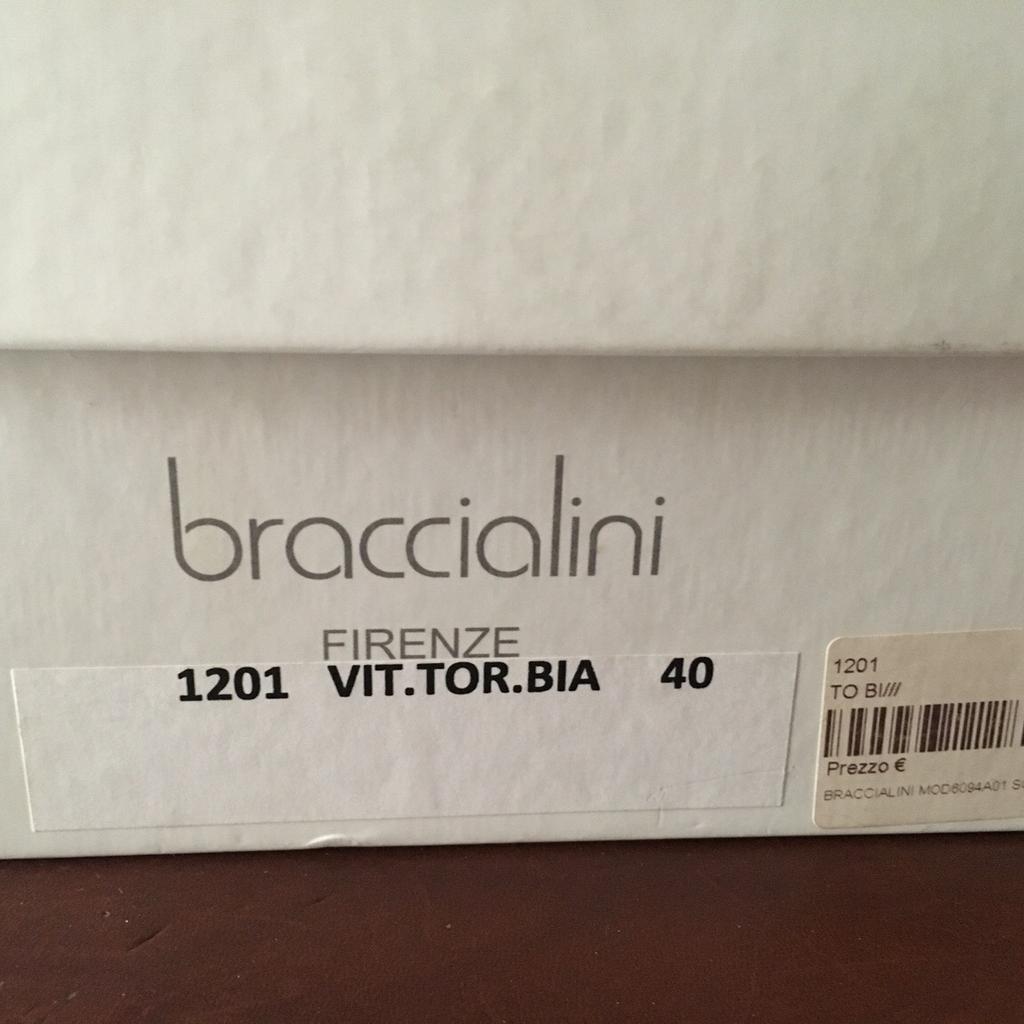 braccialini
FIRENZE
1201 VIT.TOR.BIA 40
1201
TO BI///
Prezzo €
BRACCIALINI MOD6094A01